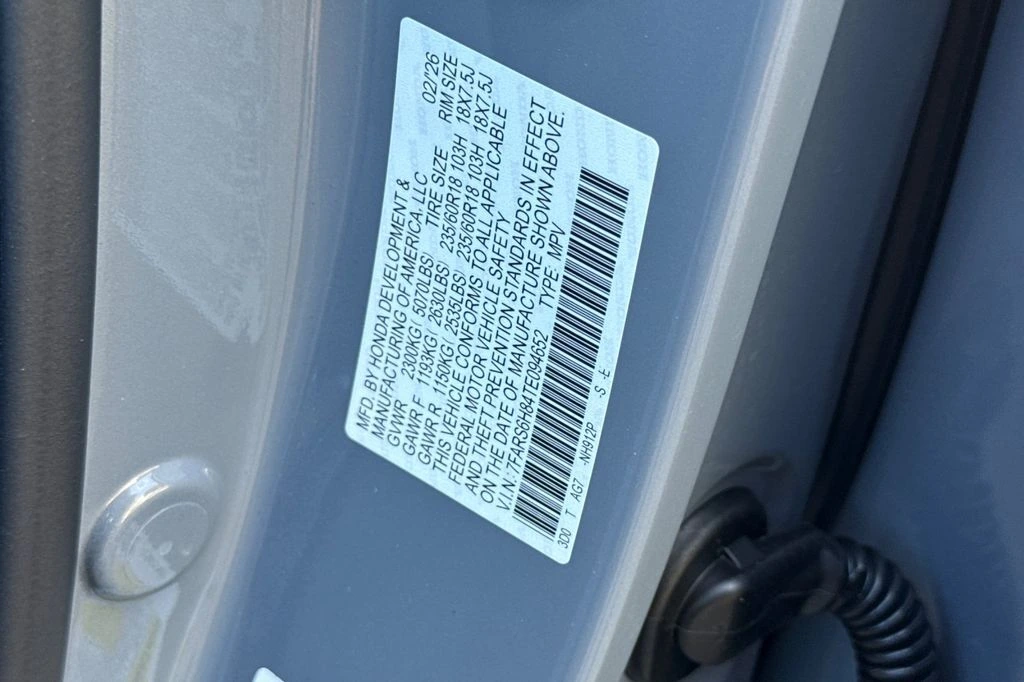 MFD. BY HONDA DEVELOPMENT & 02/'26
MANUFACTURING OF AMERICA, LLC
GVWR 2300KG( 5070LBS) TIRE SIZE RIM SIZE
GAWR F 1193KG( 2630LBS) 235/60R18 103H 18X7.5J
GAWR R 1150KG( 2535LBS) 235/60R18 103H 18X7.5J
THIS VEHICLE CONFORMS TO ALL APPLICABLE
FEDERAL MOTOR VEHICLE SAFETY
AND THEFT PREVENTION STANDARDS IN EFFECT
ON THE DATE OF MANUFACTURE SHOWN ABOVE.
V.I.N.: 7FARS6H84TE094652 TYPE: MPV
3D0 T AG7 NH912P S